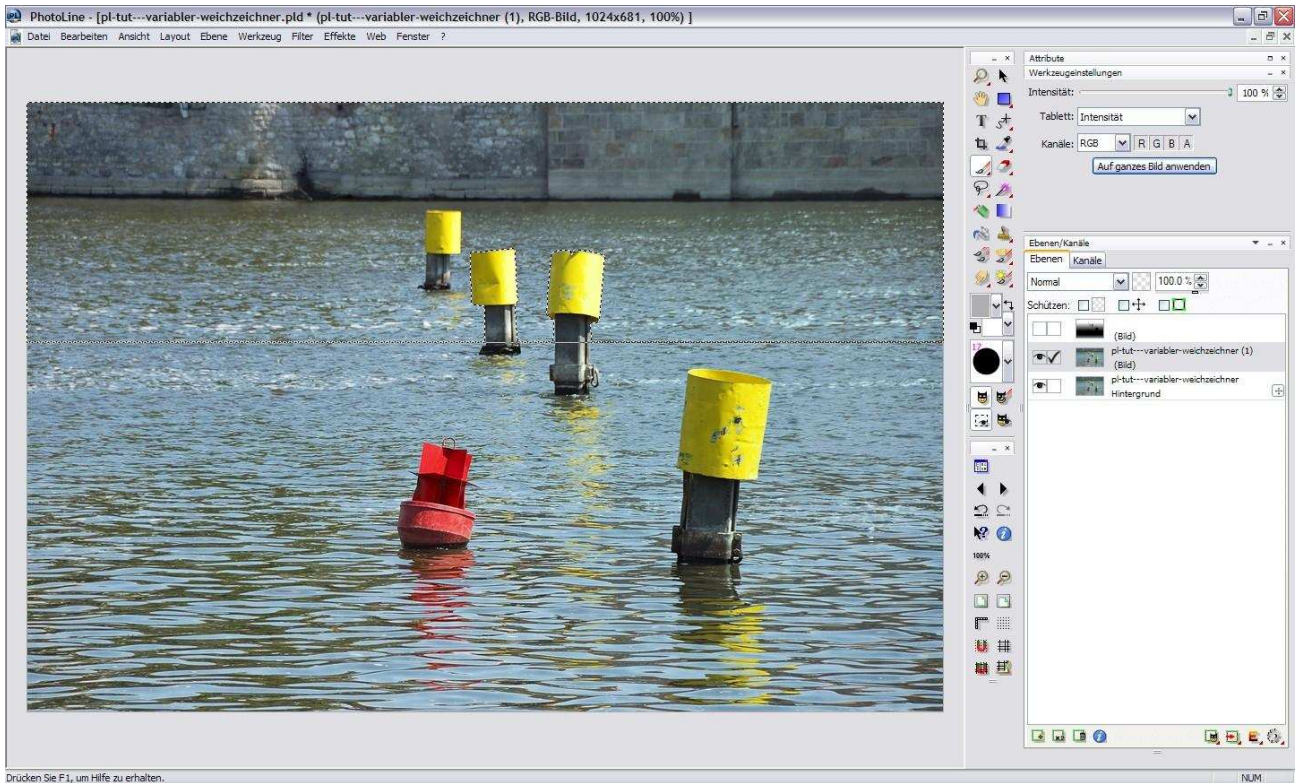 PhotoLine - [pl-tut---variabler-weichzeichner.pld * (pl-tut---variabler-weichzeichner (1), RGB-Bild, 1024x681, 100%) ]
Datei Bearbeiten Ansicht Layout Ebene Werkzeug Filter Effekte Web Fenster ?
Attribute
Werkzeugeinstellungen
Intensität: 100 %
Tablett: Intensität
Kanäle: RGB R G B A
Auf ganzes Bild anwenden
Ebenen/Kanäle
Ebenen Kanäle
Normal 100.0 %
Schützen:
(Bild)
pl-tut---variabler-weichzeichner (1)
(Bild)
pl-tut---variabler-weichzeichner
Hintergrund
17
100%
Drücken Sie F1, um Hilfe zu erhalten.
NUM